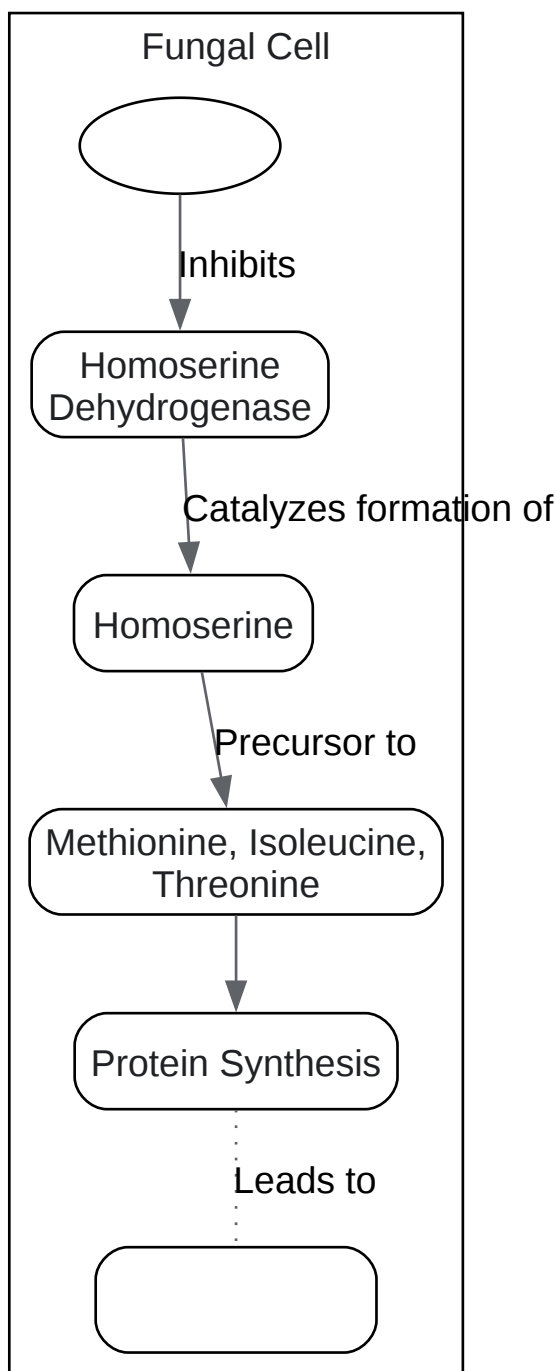 Fungal Cell
Inhibits
Homoserine
Dehydrogenase
Catalyzes formation of
Homoserine
Precursor to
Methionine, Isoleucine,
Threonine
Protein Synthesis
Leads to